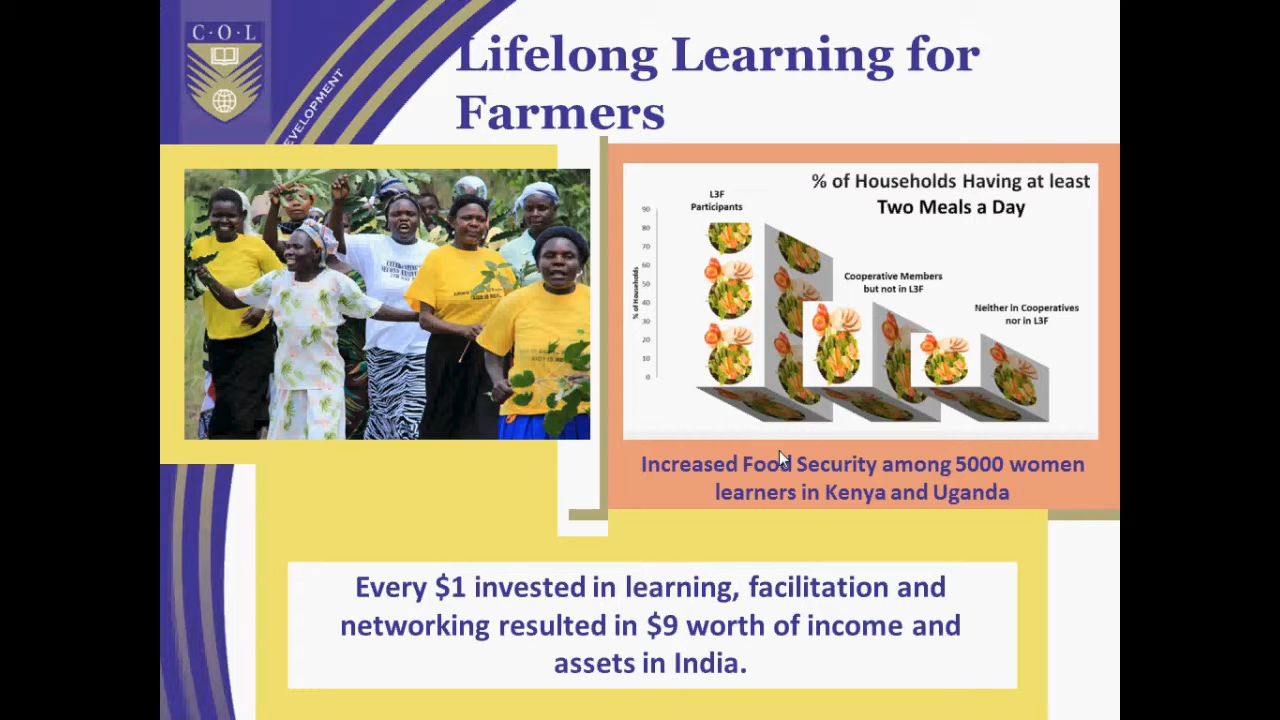 C·O·L
EVELOPMENT
Lifelong Learning for
Farmers
% of Households Having at least
Two Meals a Day
L3F
Participants
90
80
70
60
50
40
30
20
10
0
% of Households
Cooperative Members
but not in L3F
Neither in Cooperatives
nor in L3F
Increased Food Security among 5000 women
learners in Kenya and Uganda
Every $1 invested in learning, facilitation and
networking resulted in $9 worth of income and
assets in India.